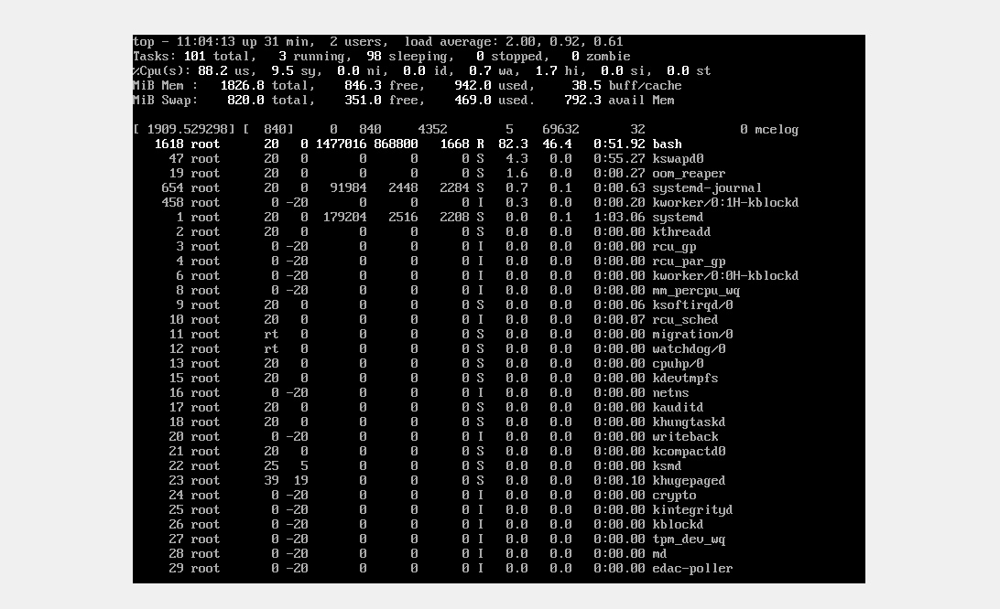 top - 11:04:13 up 31 min,  2 users,  load average: 2.00, 0.92, 0.61
Tasks: 101 total,   3 running,  98 sleeping,   0 stopped,   0 zombie
%Cpu(s): 88.2 us,  9.5 sy,  0.0 ni,  0.0 id,  0.7 wa,  1.7 hi,  0.0 si,  0.0 st
MiB Mem :   1826.8 total,    846.3 free,    942.0 used,     38.5 buff/cache
MiB Swap:    820.0 total,    351.0 free,    469.0 used.    792.3 avail Mem
[ 1909.529298] [  840]     0   840     4352        5    69632       32             0 mcelog
1618 root      20   0 1477016 868800   1668 R  82.3  46.4   0:51.92 bash
47 root      20   0       0      0      0 S   4.3   0.0   0:55.27 kswapd0
19 root      20   0       0      0      0 S   1.6   0.0   0:00.27 oom_reaper
654 root      20   0   91984   2448   2284 S   0.7   0.1   0:00.63 systemd-journal
458 root       0 -20       0      0      0 I   0.3   0.0   0:00.20 kworker/0:1H-kblockd
1 root      20   0  179204   2516   2208 S   0.0   0.1   1:03.06 systemd
2 root      20   0       0      0      0 S   0.0   0.0   0:00.00 kthreadd
3 root       0 -20       0      0      0 I   0.0   0.0   0:00.00 rcu_gp
4 root       0 -20       0      0      0 I   0.0   0.0   0:00.00 rcu_par_gp
6 root       0 -20       0      0      0 I   0.0   0.0   0:00.00 kworker/0:0H-kblockd
8 root       0 -20       0      0      0 I   0.0   0.0   0:00.00 mm_percpu_wq
9 root      20   0       0      0      0 S   0.0   0.0   0:00.06 ksoftirqd/0
10 root      20   0       0      0      0 I   0.0   0.0   0:00.07 rcu_sched
11 root      rt   0       0      0      0 S   0.0   0.0   0:00.00 migration/0
12 root      rt   0       0      0      0 S   0.0   0.0   0:00.00 watchdog/0
13 root      20   0       0      0      0 S   0.0   0.0   0:00.00 cpuhp/0
15 root      20   0       0      0      0 S   0.0   0.0   0:00.00 kdevtmpfs
16 root       0 -20       0      0      0 I   0.0   0.0   0:00.00 netns
17 root      20   0       0      0      0 S   0.0   0.0   0:00.00 kauditd
18 root      20   0       0      0      0 S   0.0   0.0   0:00.00 khungtaskd
20 root       0 -20       0      0      0 I   0.0   0.0   0:00.00 writeback
21 root      20   0       0      0      0 S   0.0   0.0   0:00.00 kcompactd0
22 root      25   5       0      0      0 S   0.0   0.0   0:00.00 ksmd
23 root      39  19       0      0      0 S   0.0   0.0   0:00.10 khugepaged
24 root       0 -20       0      0      0 I   0.0   0.0   0:00.00 crypto
25 root       0 -20       0      0      0 I   0.0   0.0   0:00.00 kintegrityd
26 root       0 -20       0      0      0 I   0.0   0.0   0:00.00 kblockd
27 root       0 -20       0      0      0 I   0.0   0.0   0:00.00 tpm_dev_wq
28 root       0 -20       0      0      0 I   0.0   0.0   0:00.00 md
29 root       0 -20       0      0      0 I   0.0   0.0   0:00.00 edac-poller